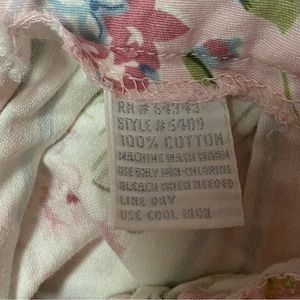 RN # 54343
STYLE #5409
100% COTTON
MACHINE WASH WARM
USE ONLY NON-CHLORINE
BLEACH WHEN NEEDED
LINE DRY
USE COOL IRON